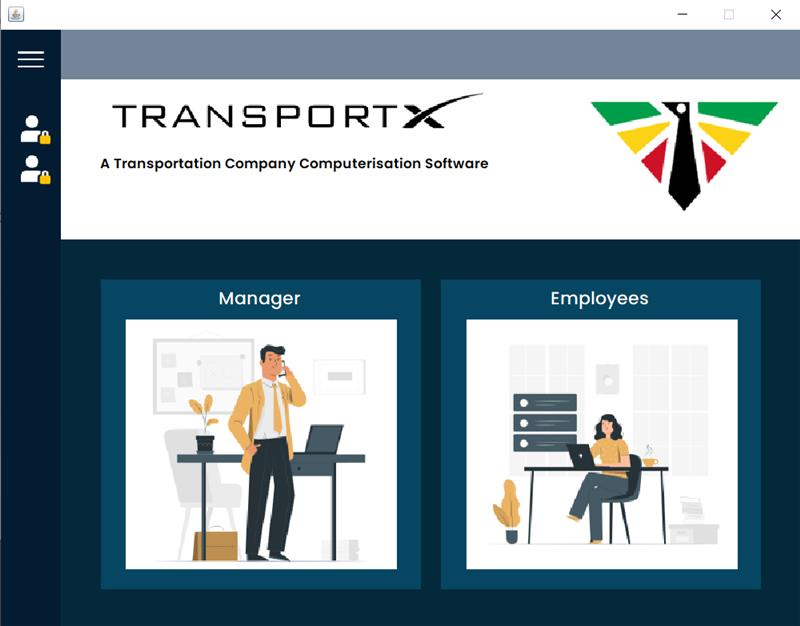 TRANSPORTX
A Transportation Company Computerisation Software
Manager
Employees